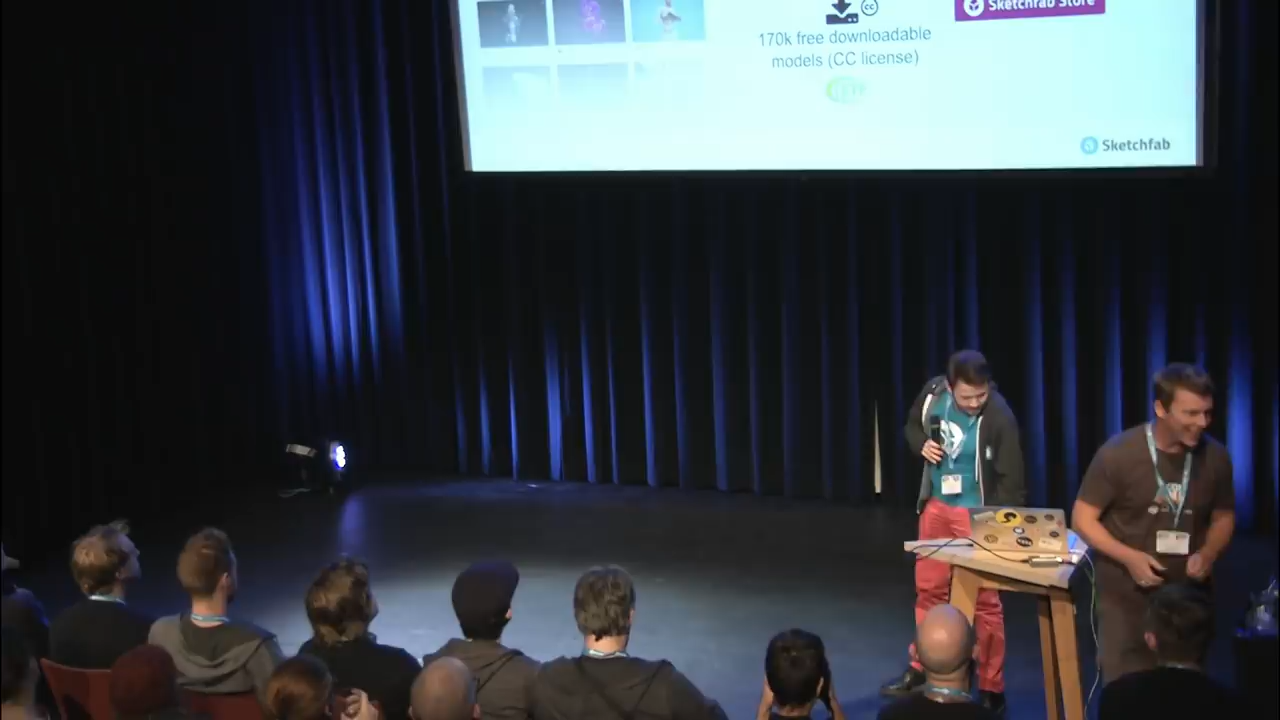 Sketchfab Store
170k free downloadable
models (CC license)
Sketchfab